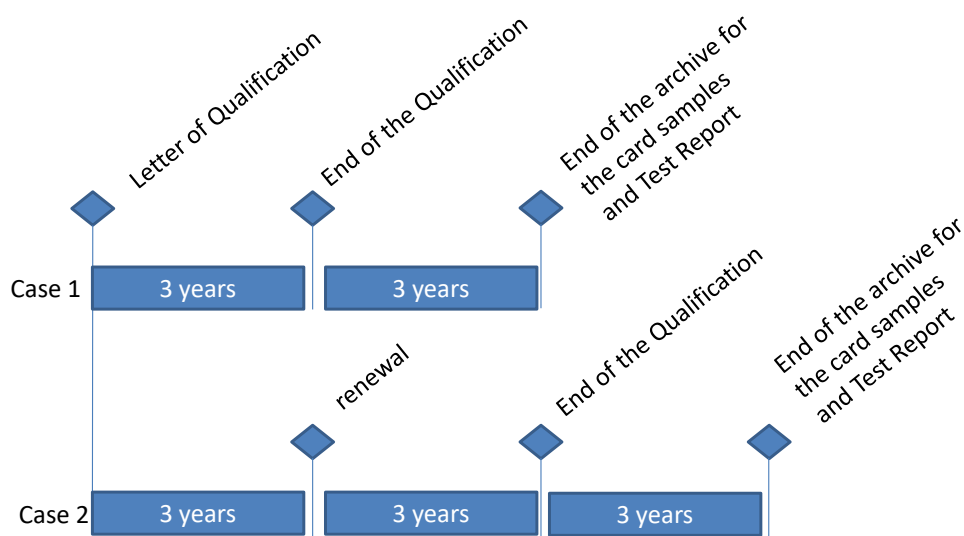 Letter of Qualification
End of the Qualification
End of the archive for
the card samples
and Test Report
Case 1
3 years
3 years
renewal
End of the Qualification
End of the archive for
the card samples
and Test Report
Case 2
3 years
3 years
3 years